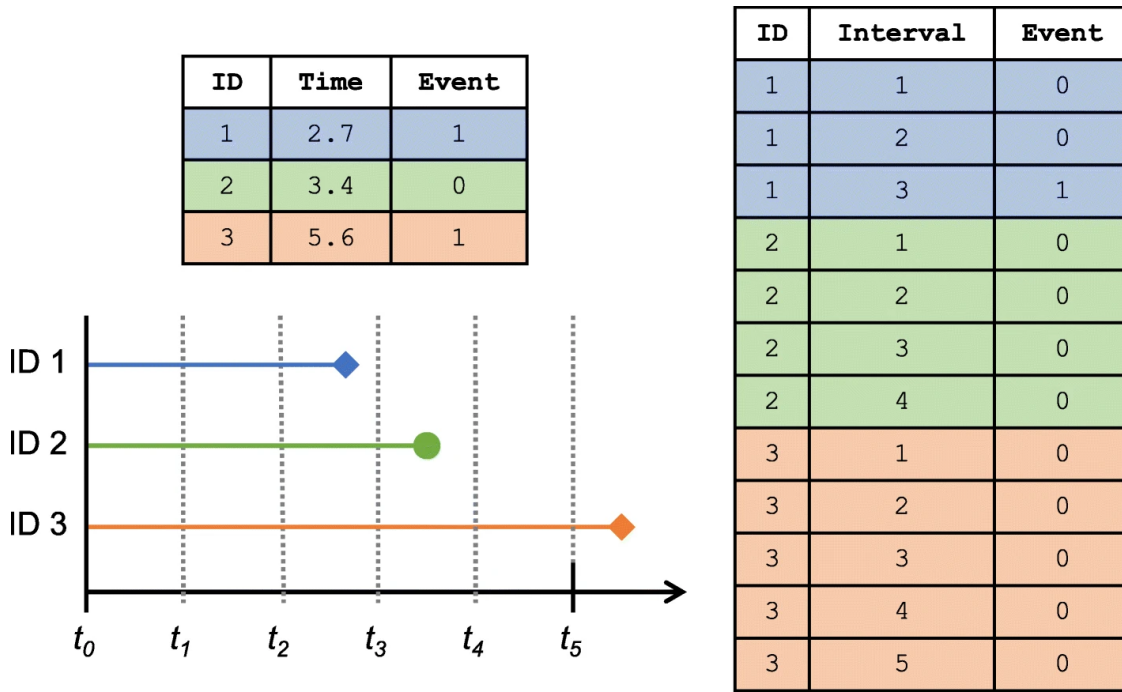 ID Time Event
1 2.7 1
2 3.4 0
3 5.6 1
ID 1
ID 2
ID 3
t0 t1 t2 t3 t4 t5
ID Interval Event
1 1 0
1 2 0
1 3 1
2 1 0
2 2 0
2 3 0
2 4 0
3 1 0
3 2 0
3 3 0
3 4 0
3 5 0